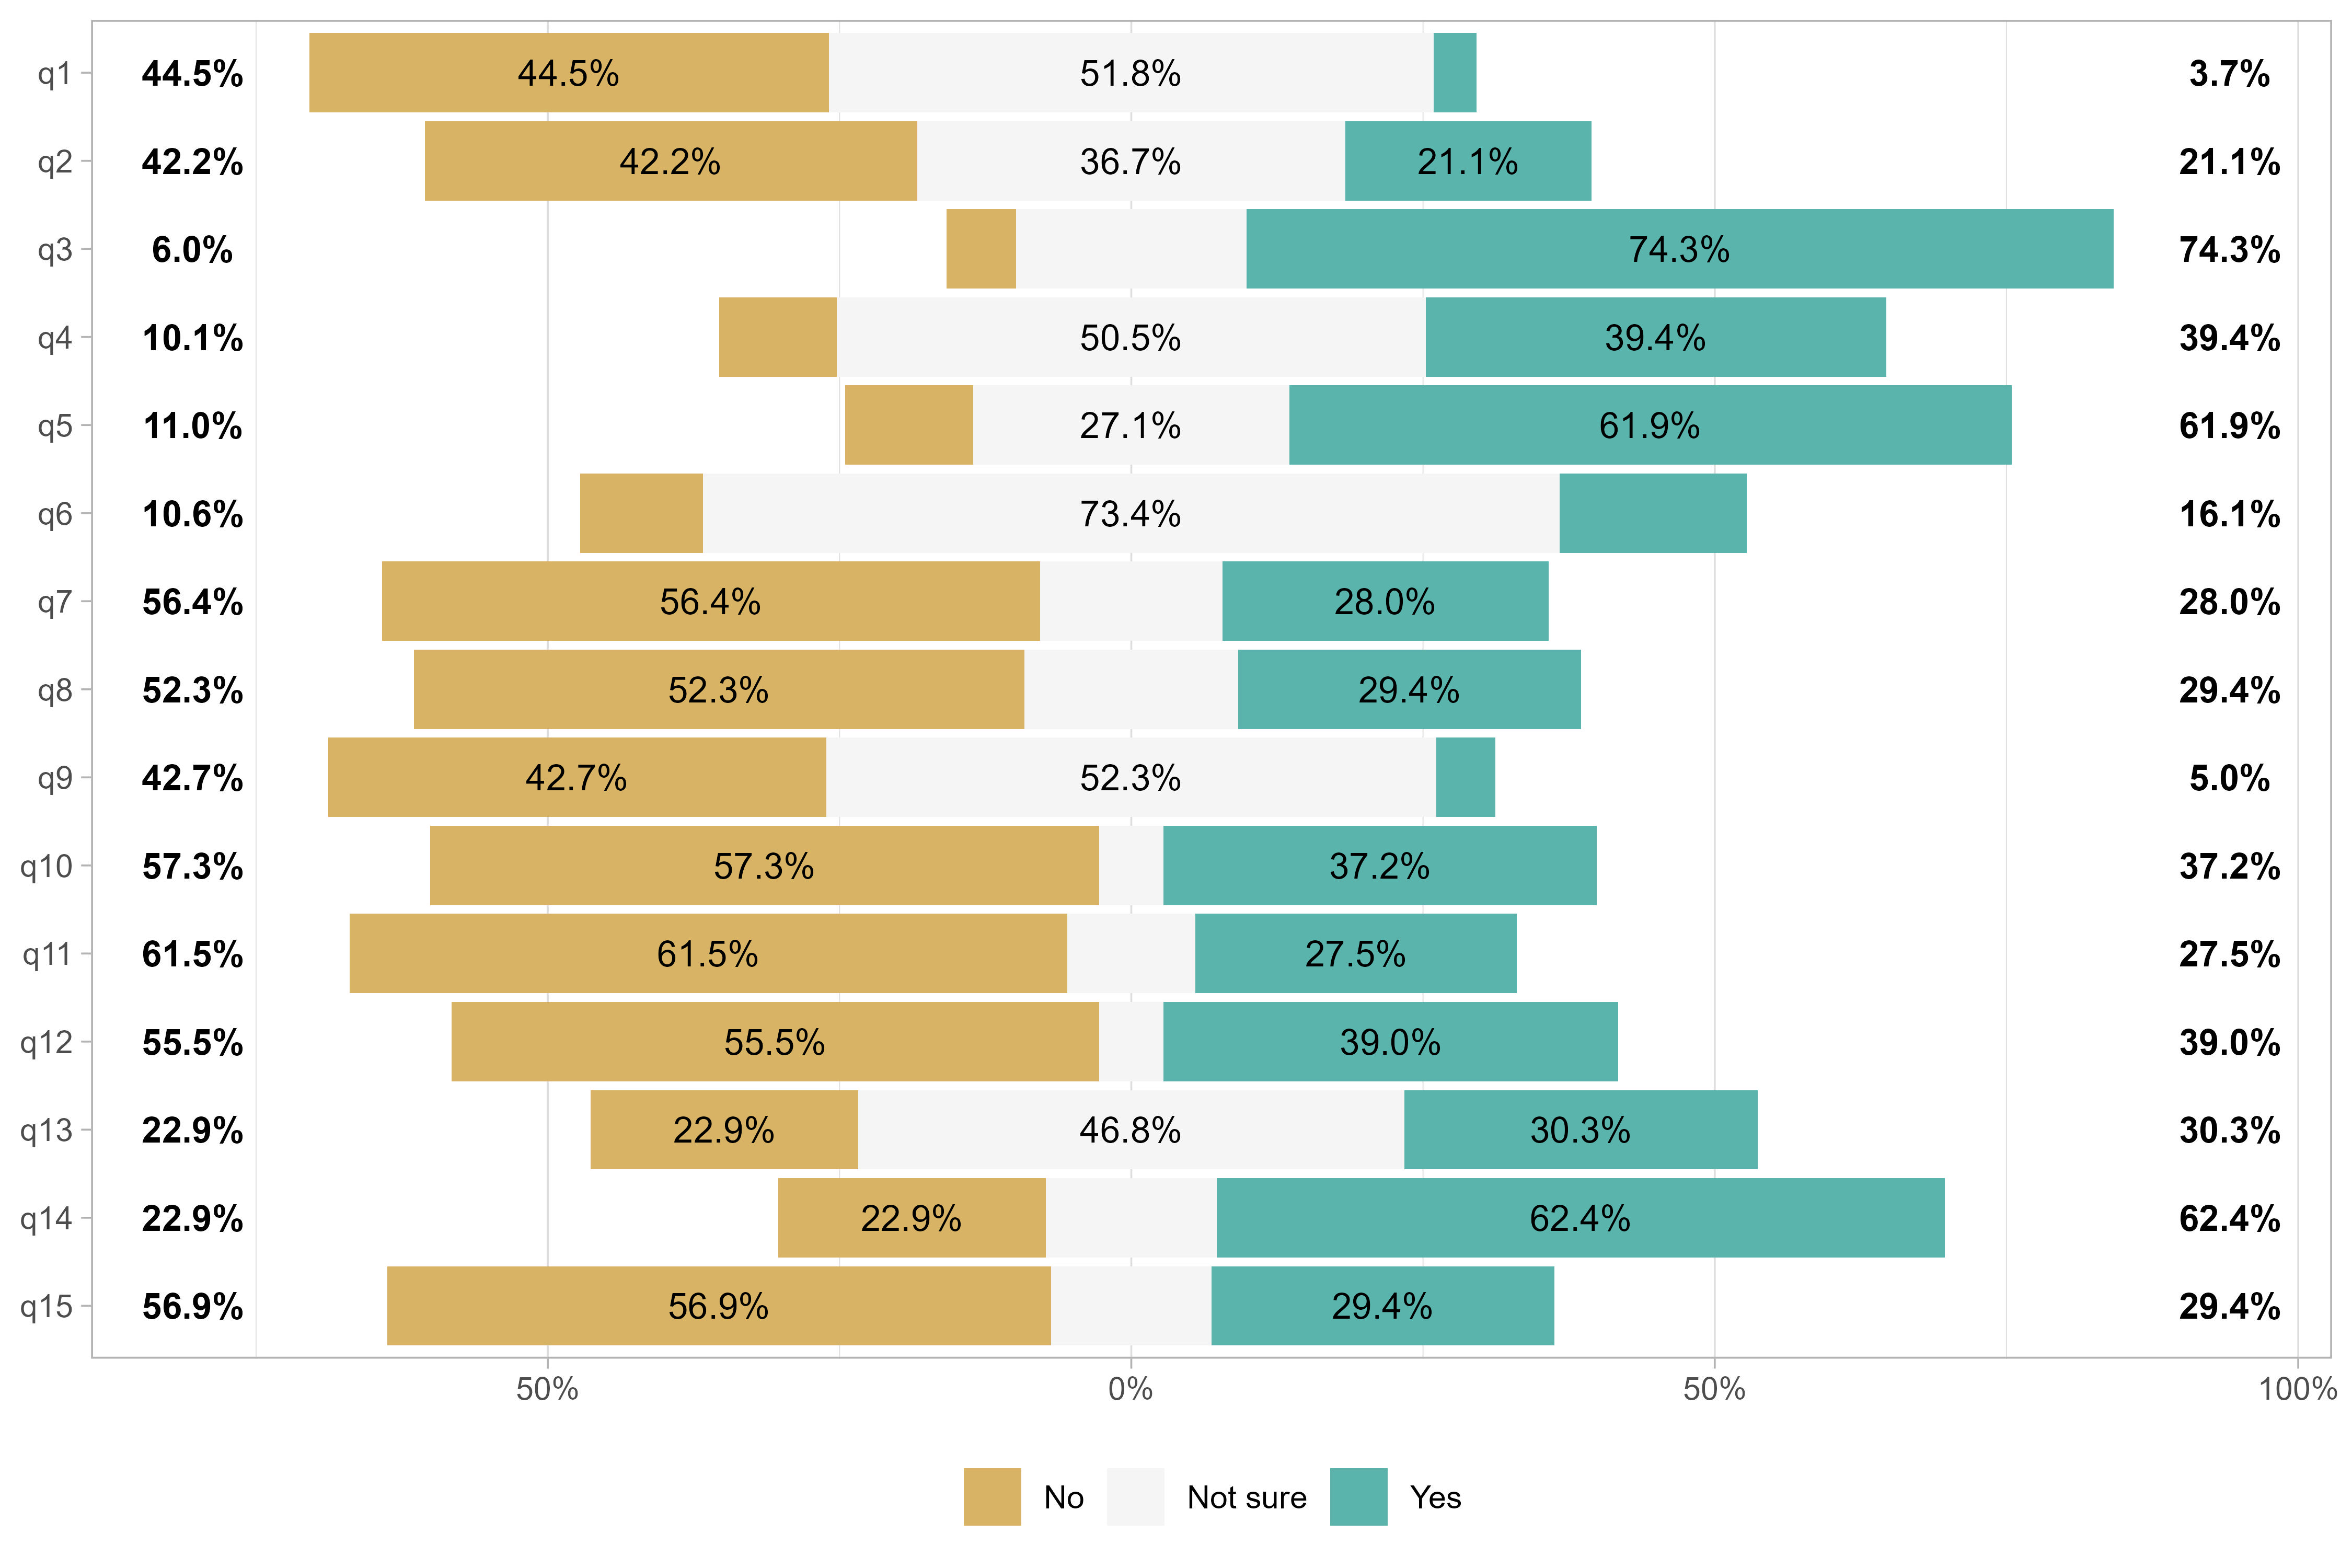 q1 44.5% 44.5% 51.8% 3.7%
q2 42.2% 42.2% 36.7% 21.1% 21.1%
q3 6.0% 74.3% 74.3%
q4 10.1% 50.5% 39.4% 39.4%
q5 11.0% 27.1% 61.9% 61.9%
q6 10.6% 73.4% 16.1%
q7 56.4% 56.4% 28.0% 28.0%
q8 52.3% 52.3% 29.4% 29.4%
q9 42.7% 42.7% 52.3% 5.0%
q10 57.3% 57.3% 37.2% 37.2%
q11 61.5% 61.5% 27.5% 27.5%
q12 55.5% 55.5% 39.0% 39.0%
q13 22.9% 22.9% 46.8% 30.3% 30.3%
q14 22.9% 22.9% 62.4% 62.4%
q15 56.9% 56.9% 29.4% 29.4%
50% 0% 50% 100%
No Not sure Yes